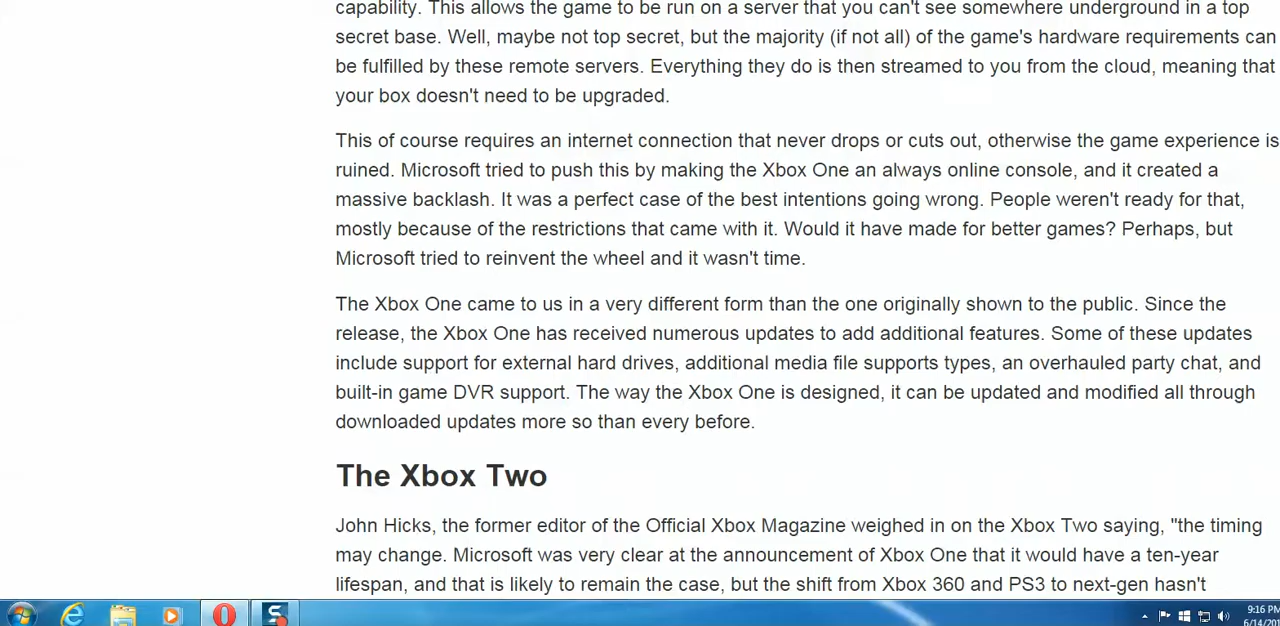 capability. This allows the game to be run on a server that you can't see somewhere underground in a top
secret base. Well, maybe not top secret, but the majority (if not all) of the game's hardware requirements can
be fulfilled by these remote servers. Everything they do is then streamed to you from the cloud, meaning that
your box doesn't need to be upgraded.
This of course requires an internet connection that never drops or cuts out, otherwise the game experience is
ruined. Microsoft tried to push this by making the Xbox One an always online console, and it created a
massive backlash. It was a perfect case of the best intentions going wrong. People weren't ready for that,
mostly because of the restrictions that came with it. Would it have made for better games? Perhaps, but
Microsoft tried to reinvent the wheel and it wasn't time.
The Xbox One came to us in a very different form than the one originally shown to the public. Since the
release, the Xbox One has received numerous updates to add additional features. Some of these updates
include support for external hard drives, additional media file supports types, an overhauled party chat, and
built-in game DVR support. The way the Xbox One is designed, it can be updated and modified all through
downloaded updates more so than every before.
The Xbox Two
John Hicks, the former editor of the Official Xbox Magazine weighed in on the Xbox Two saying, "the timing
may change. Microsoft was very clear at the announcement of Xbox One that it would have a ten-year
lifespan, and that is likely to remain the case, but the shift from Xbox 360 and PS3 to next-gen hasn't
9:16 PM
6/14/201